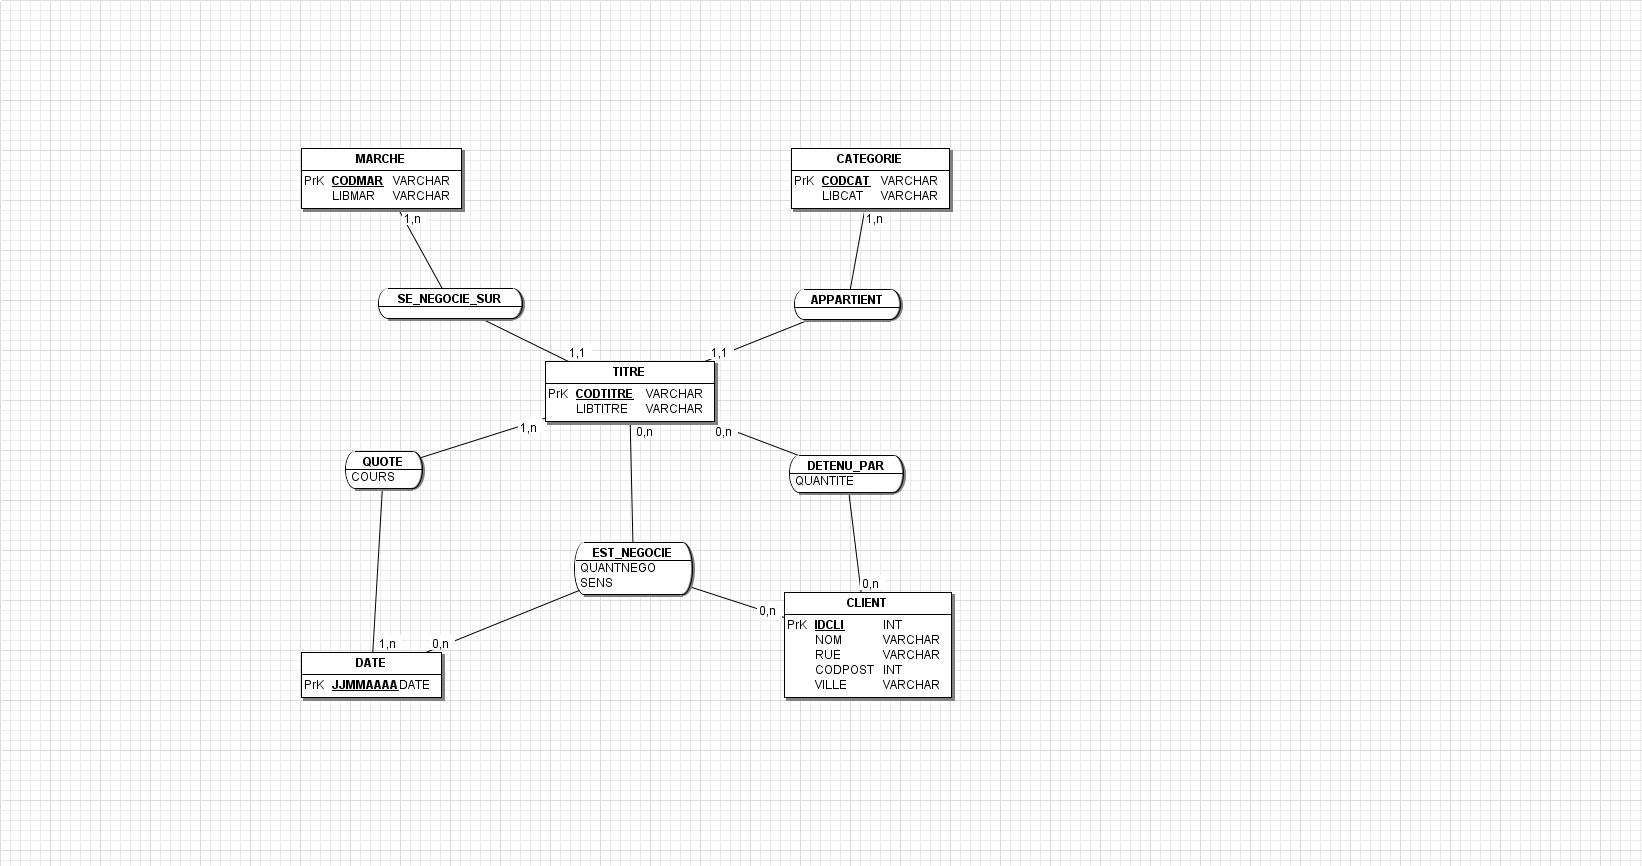 MARCHE
PrK CODMAR VARCHAR
LIBMAR VARCHAR
1,n
CATEGORIE
PrK CODCAT VARCHAR
LIBCAT VARCHAR
1,n
SE_NEGOCIE_SUR
APPARTIENT
1,1
1,1
TITRE
PrK CODTITRE VARCHAR
LIBTITRE VARCHAR
1,n
0,n
0,n
QUOTE
COURS
DETENU_PAR
QUANTITE
EST_NEGOCIE
QUANTNEGO
SENS
0,n
0,n
CLIENT
PrK IDCLI INT
NOM VARCHAR
RUE VARCHAR
CODPOST INT
VILLE VARCHAR
1,n
0,n
DATE
PrK JJMMAAAA DATE